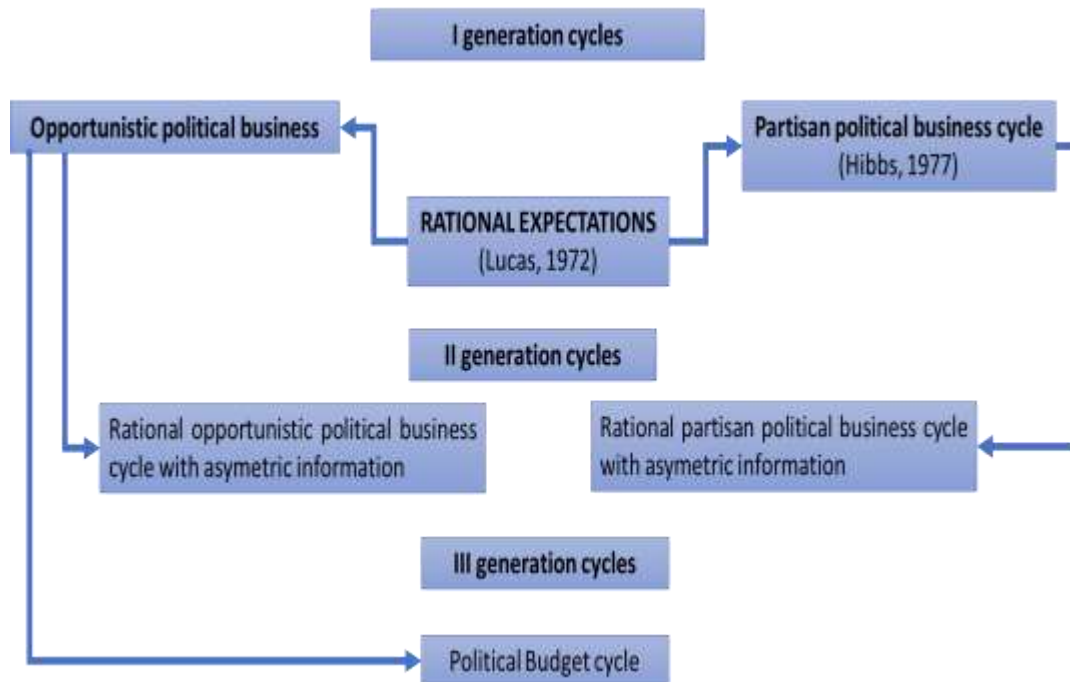 I generation cycles
Opportunistic political business
Partisan political business cycle
(Hibbs, 1977)
RATIONAL EXPECTATIONS
(Lucas, 1972)
II generation cycles
Rational opportunistic political business
cycle with asymetric information
Rational partisan political business cycle
with asymetric information
III generation cycles
Political Budget cycle